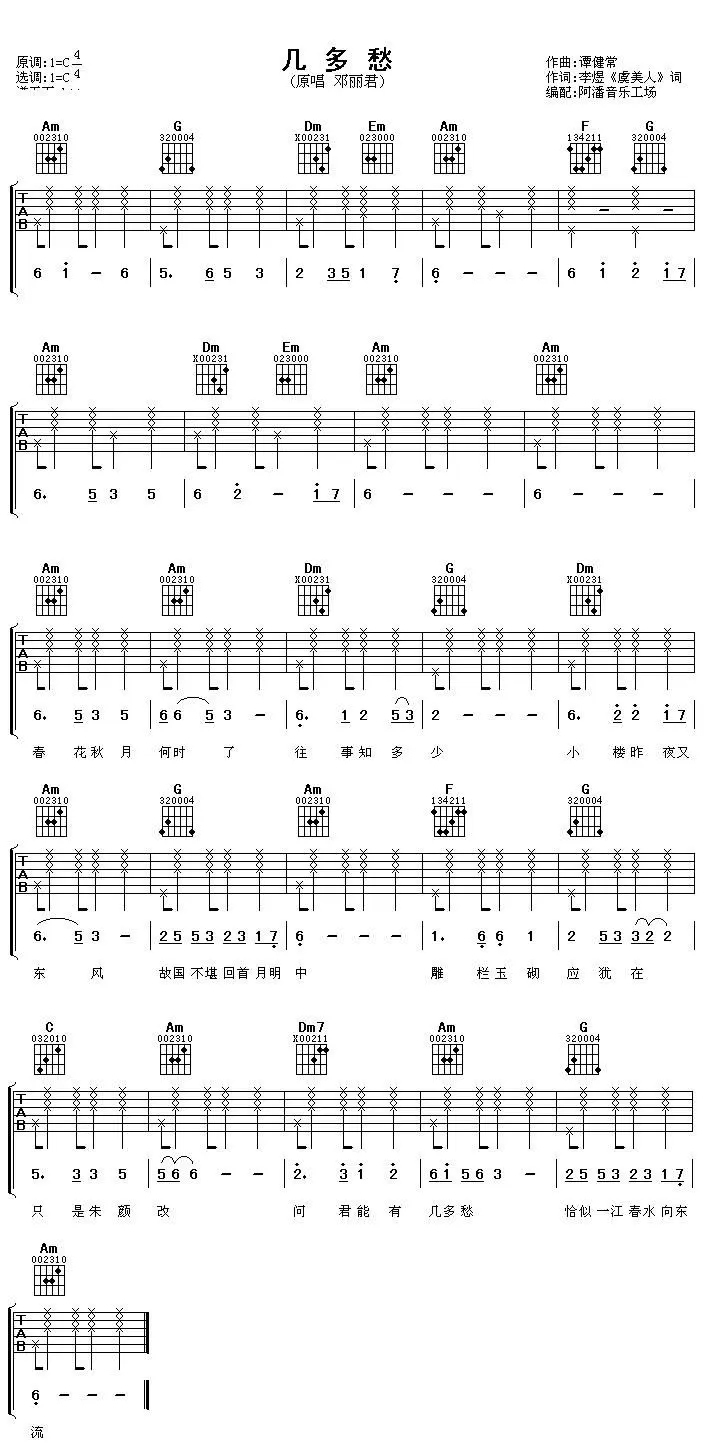 几多愁
(原唱 邓丽君)
原调:1=C 4/4
选调:1=C
作曲:谭健常
作词:李煜《虞美人》词
编配:阿潘音乐工场
Am G Dm Em Am F G
002310 320004 X00231 023000 002310 134211 320004
TAB
6 i - 6 | 5. 6 5 3 | 2 3 5 1 7 | 6 - - - | 6 i 2 i 7
Am Dm Em Am Am
002310 X00231 023000 002310 002310
TAB
6. 5 3 5 | 6 2 - i 7 | 6 - - - | 6 - - -
Am Am Dm G Dm
002310 002310 X00231 320004 X00231
TAB
6. 5 3 5 | 6 6 5 3 - | 6. 1 2 5 3 | 2 - - - | 6. 2 2 i 7
春 花秋 月 何时 了 往 事知 多 少 小 楼昨 夜又
Am G Am F G
002310 320004 002310 134211 320004
TAB
6. 5 3 - | 2 5 5 3 2 3 1 7 | 6 - - - | 1. 6 6 1 | 2 5 3 3 2 2
东 风 故国 不堪 回首 月明 中 雕 栏玉 砌 应 犹 在
C Am Dm7 Am G
032010 002310 X00211 002310 320004
TAB
5. 3 3 5 | 5 6 6 - - | 2. 3 i 2 | 6 i 5 6 3 - | 2 5 5 3 2 3 1 7
只 是朱 颜 改 问 君能 有 几多愁 恰似 一江 春水 向东
Am
002310
TAB
6 - - -
流